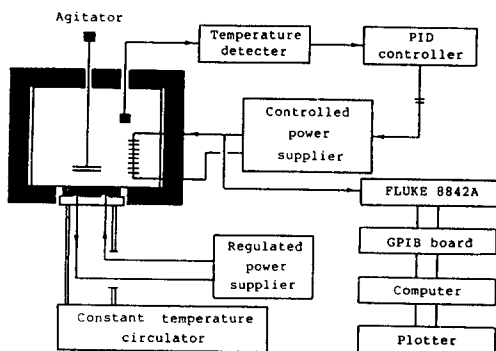 Agitator
Temperature
detecter
PID
controller
Controlled
power
supplier
FLUKE 8842A
GPIB board
Regulated
power
supplier
Computer
Constant temperature
circulator
Plotter